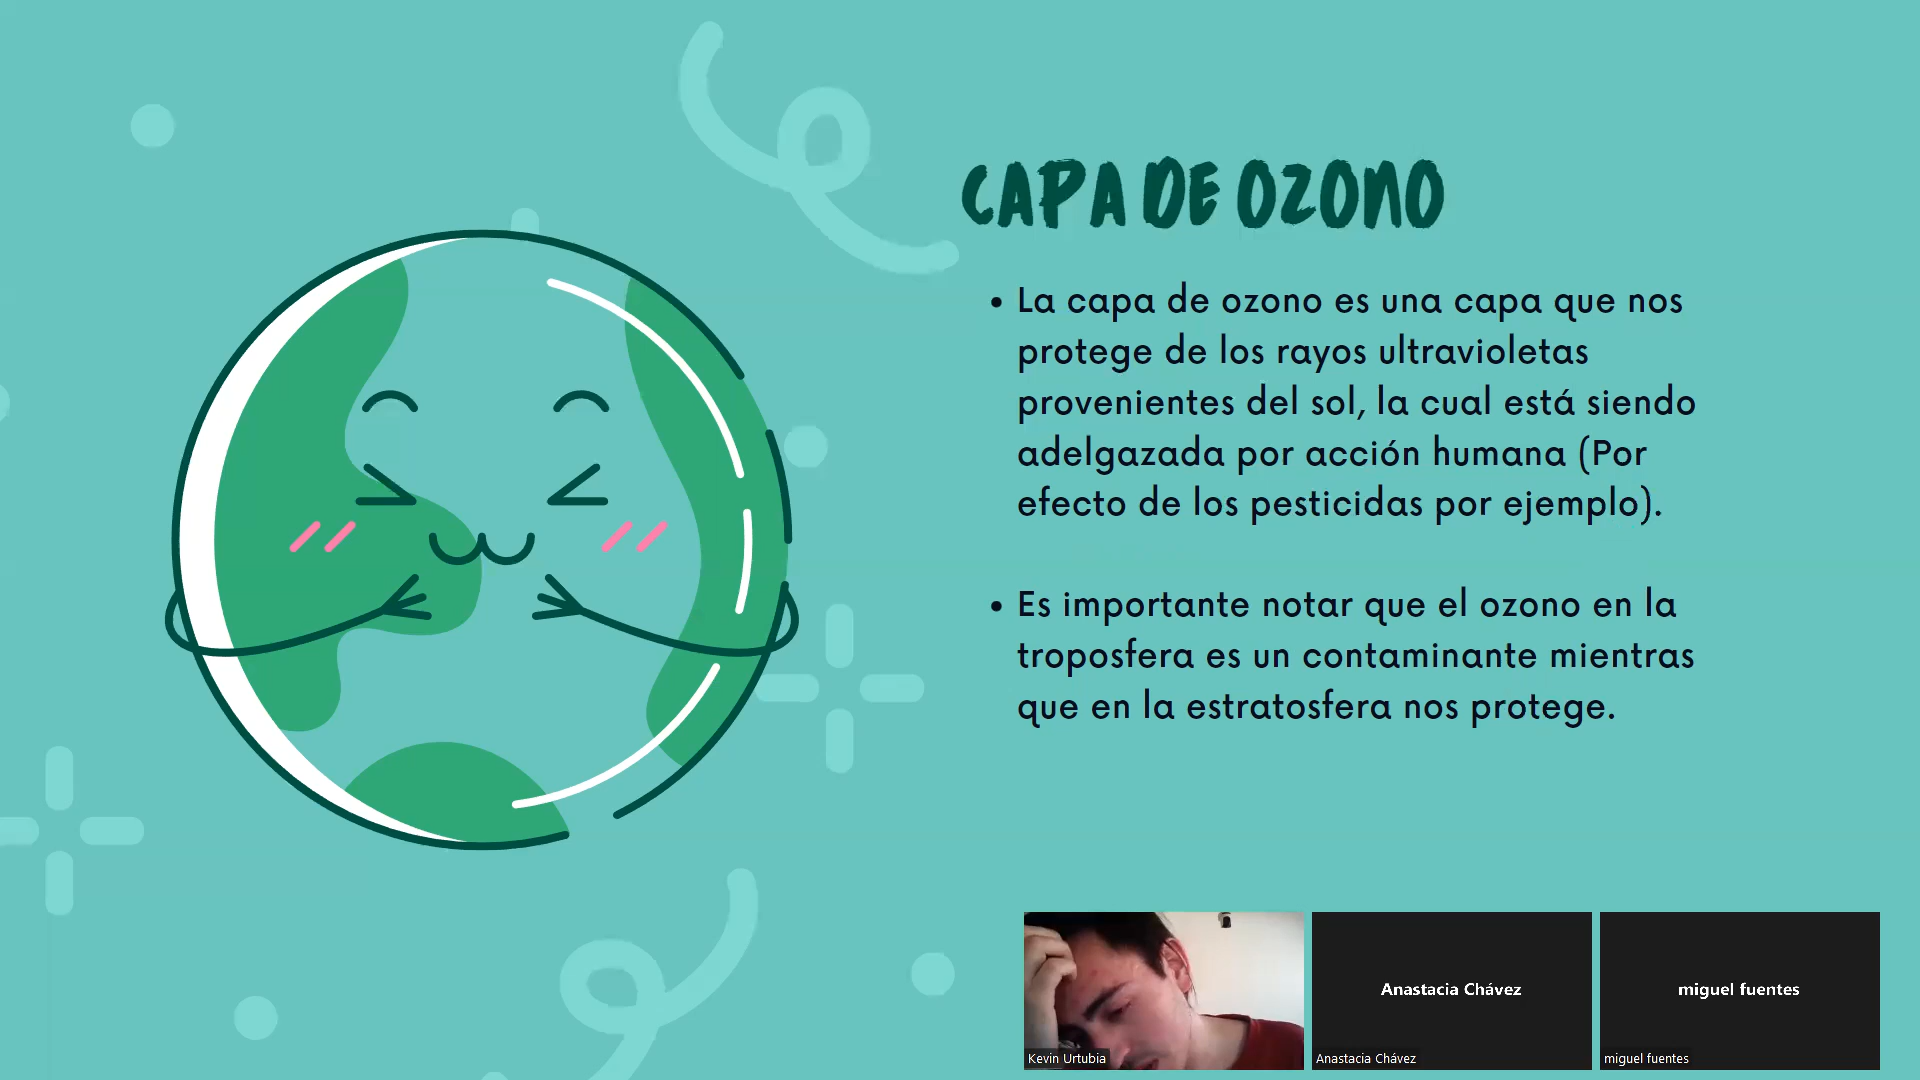 CAPA DE OZONO
• La capa de ozono es una capa que nos
protege de los rayos ultravioletas
provenientes del sol, la cual está siendo
adelgazada por acción humana (Por
efecto de los pesticidas por ejemplo).
• Es importante notar que el ozono en la
troposfera es un contaminante mientras
que en la estratosfera nos protege.
Kevin Urtubia
Anastacia Chávez
Anastacia Chávez
miguel fuentes
miguel fuentes